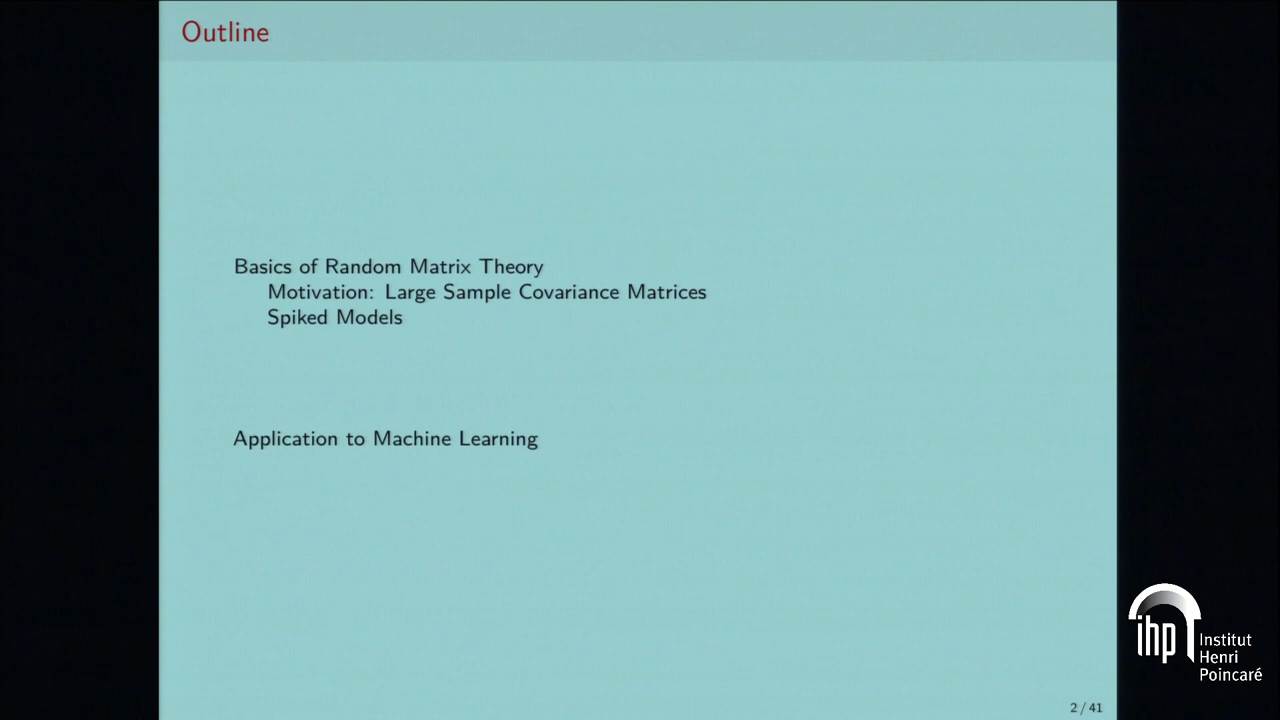 Outline
Basics of Random Matrix Theory
Motivation: Large Sample Covariance Matrices
Spiked Models
Application to Machine Learning
2 / 41
ihp
Institut
Henri
Poincaré